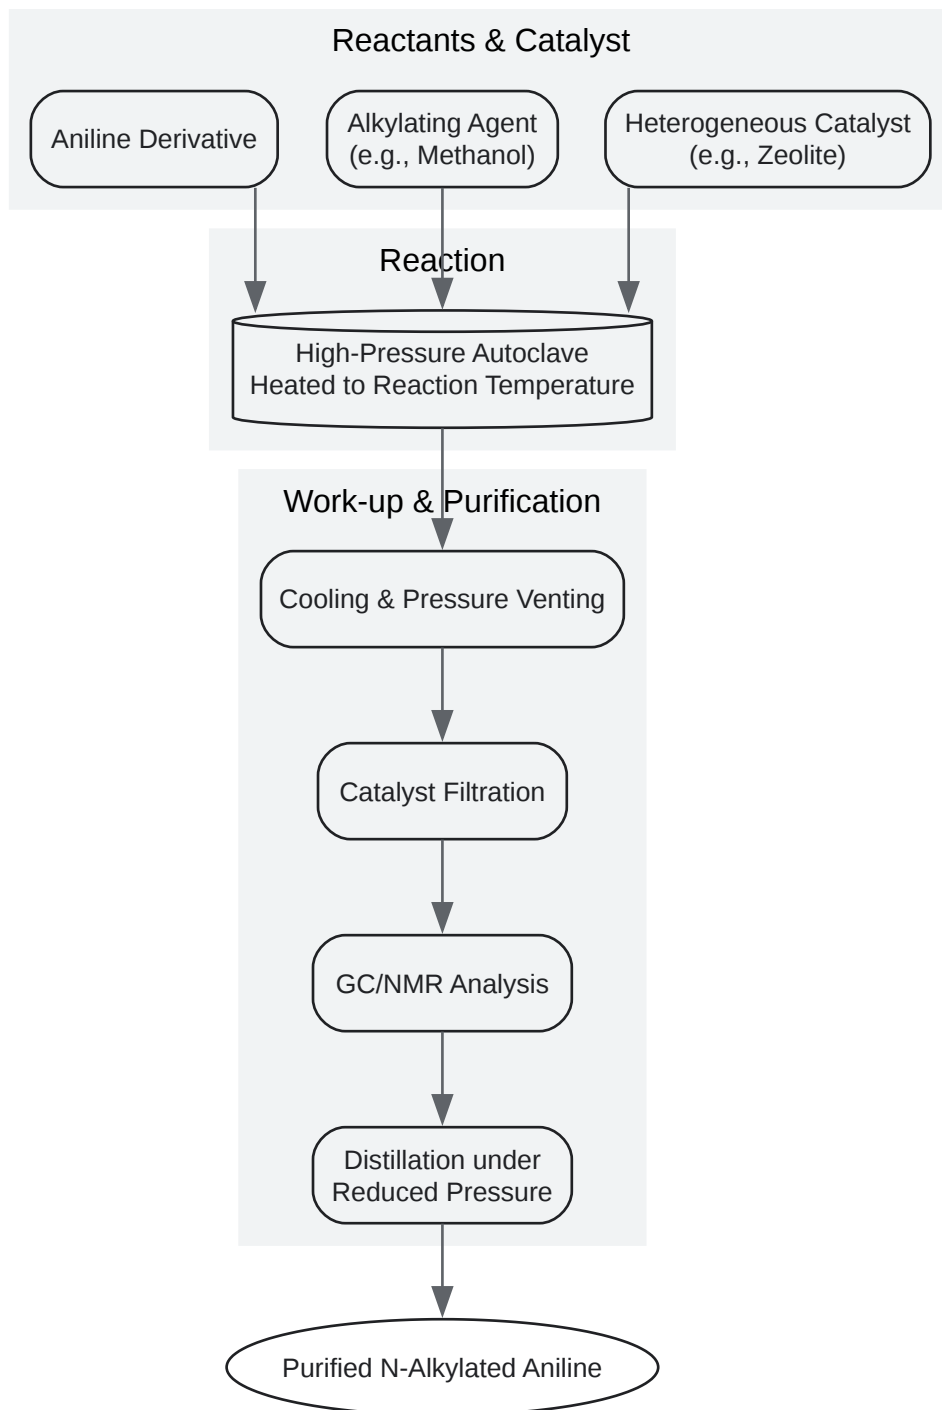 Reactants & Catalyst
Aniline Derivative
Alkylating Agent
(e.g., Methanol)
Heterogeneous Catalyst
(e.g., Zeolite)
Reaction
High-Pressure Autoclave
Heated to Reaction Temperature
Work-up & Purification
Cooling & Pressure Venting
Catalyst Filtration
GC/NMR Analysis
Distillation under
Reduced Pressure
Purified N-Alkylated Aniline